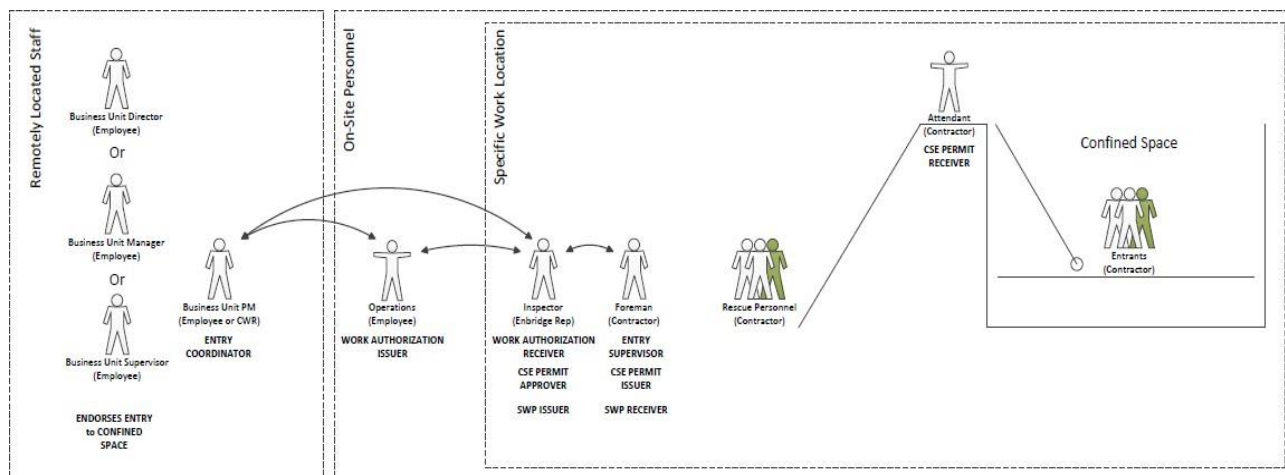 Remotely Located Staff
Business Unit Director
(Employee)
Or
Business Unit Manager
(Employee)
Or
Business Unit Supervisor
(Employee)
ENDORSES ENTRY
to CONFINED
SPACE
Business Unit PM
(Employee or CWR)
ENTRY
COORDINATOR
On-Site Personnel
Operations
(Employee)
WORK AUTHORIZATION
ISSUER
Specific Work Location
Inspector
(Enbridge Rep)
WORK AUTHORIZATION
RECEIVER
CSE PERMIT
APPROVER
SWP ISSUER
Foreman
(Contractor)
ENTRY
SUPERVISOR
CSE PERMIT
ISSUER
SWP RECEIVER
Rescue Personnel
(Contractor)
Attendant
(Contractor)
CSE PERMIT
RECEIVER
Confined Space
Entrants
(Contractor)